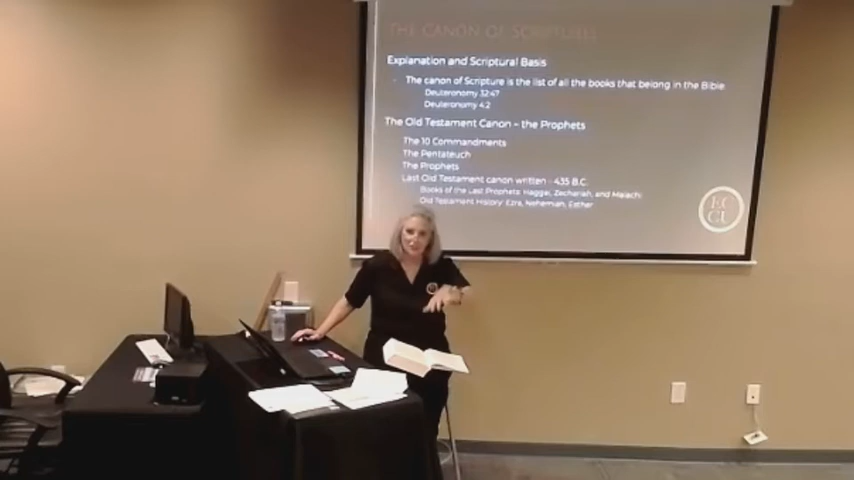 THE CANON OF SCRIPTURES
Explanation and Scriptural Basis
The canon of Scripture is the list of all the books that belong in the Bible
Deuteronomy 32:47
Deuteronomy 4:2
The Old Testament Canon – the Prophets
The 10 Commandments
The Pentateuch
The Prophets
Last Old Testament canon written - 435 B.C.
Books of the Last Prophets: Haggai, Zechariah, and Malachi
Old Testament History: Ezra, Nehemiah, Esther
EC
CU